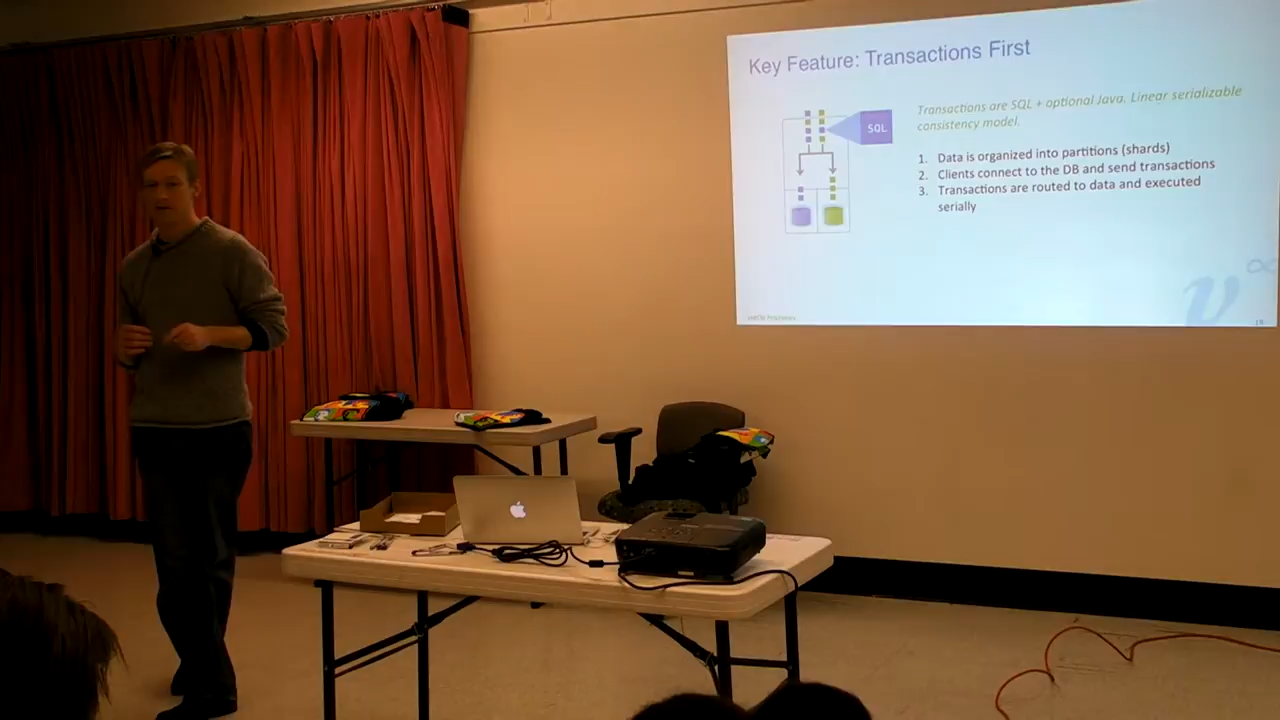 Key Feature: Transactions First
SQL
Transactions are SQL + optional Java. Linear serializable
consistency model.
1. Data is organized into partitions (shards)
2. Clients connect to the DB and send transactions
3. Transactions are routed to data and executed
serially